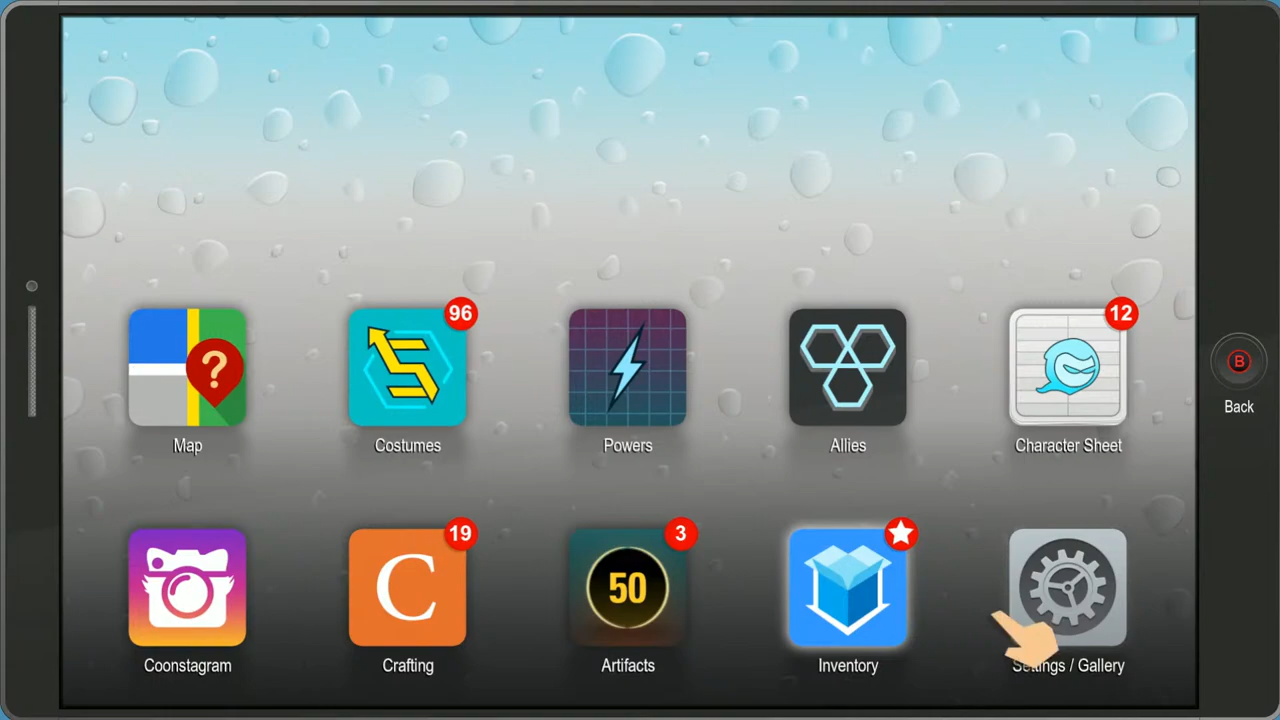 96
12
?
Map
Costumes
Powers
Allies
Character Sheet
B
Back
19
3
C
50
Coonstagram
Crafting
Artifacts
Inventory
Settings / Gallery